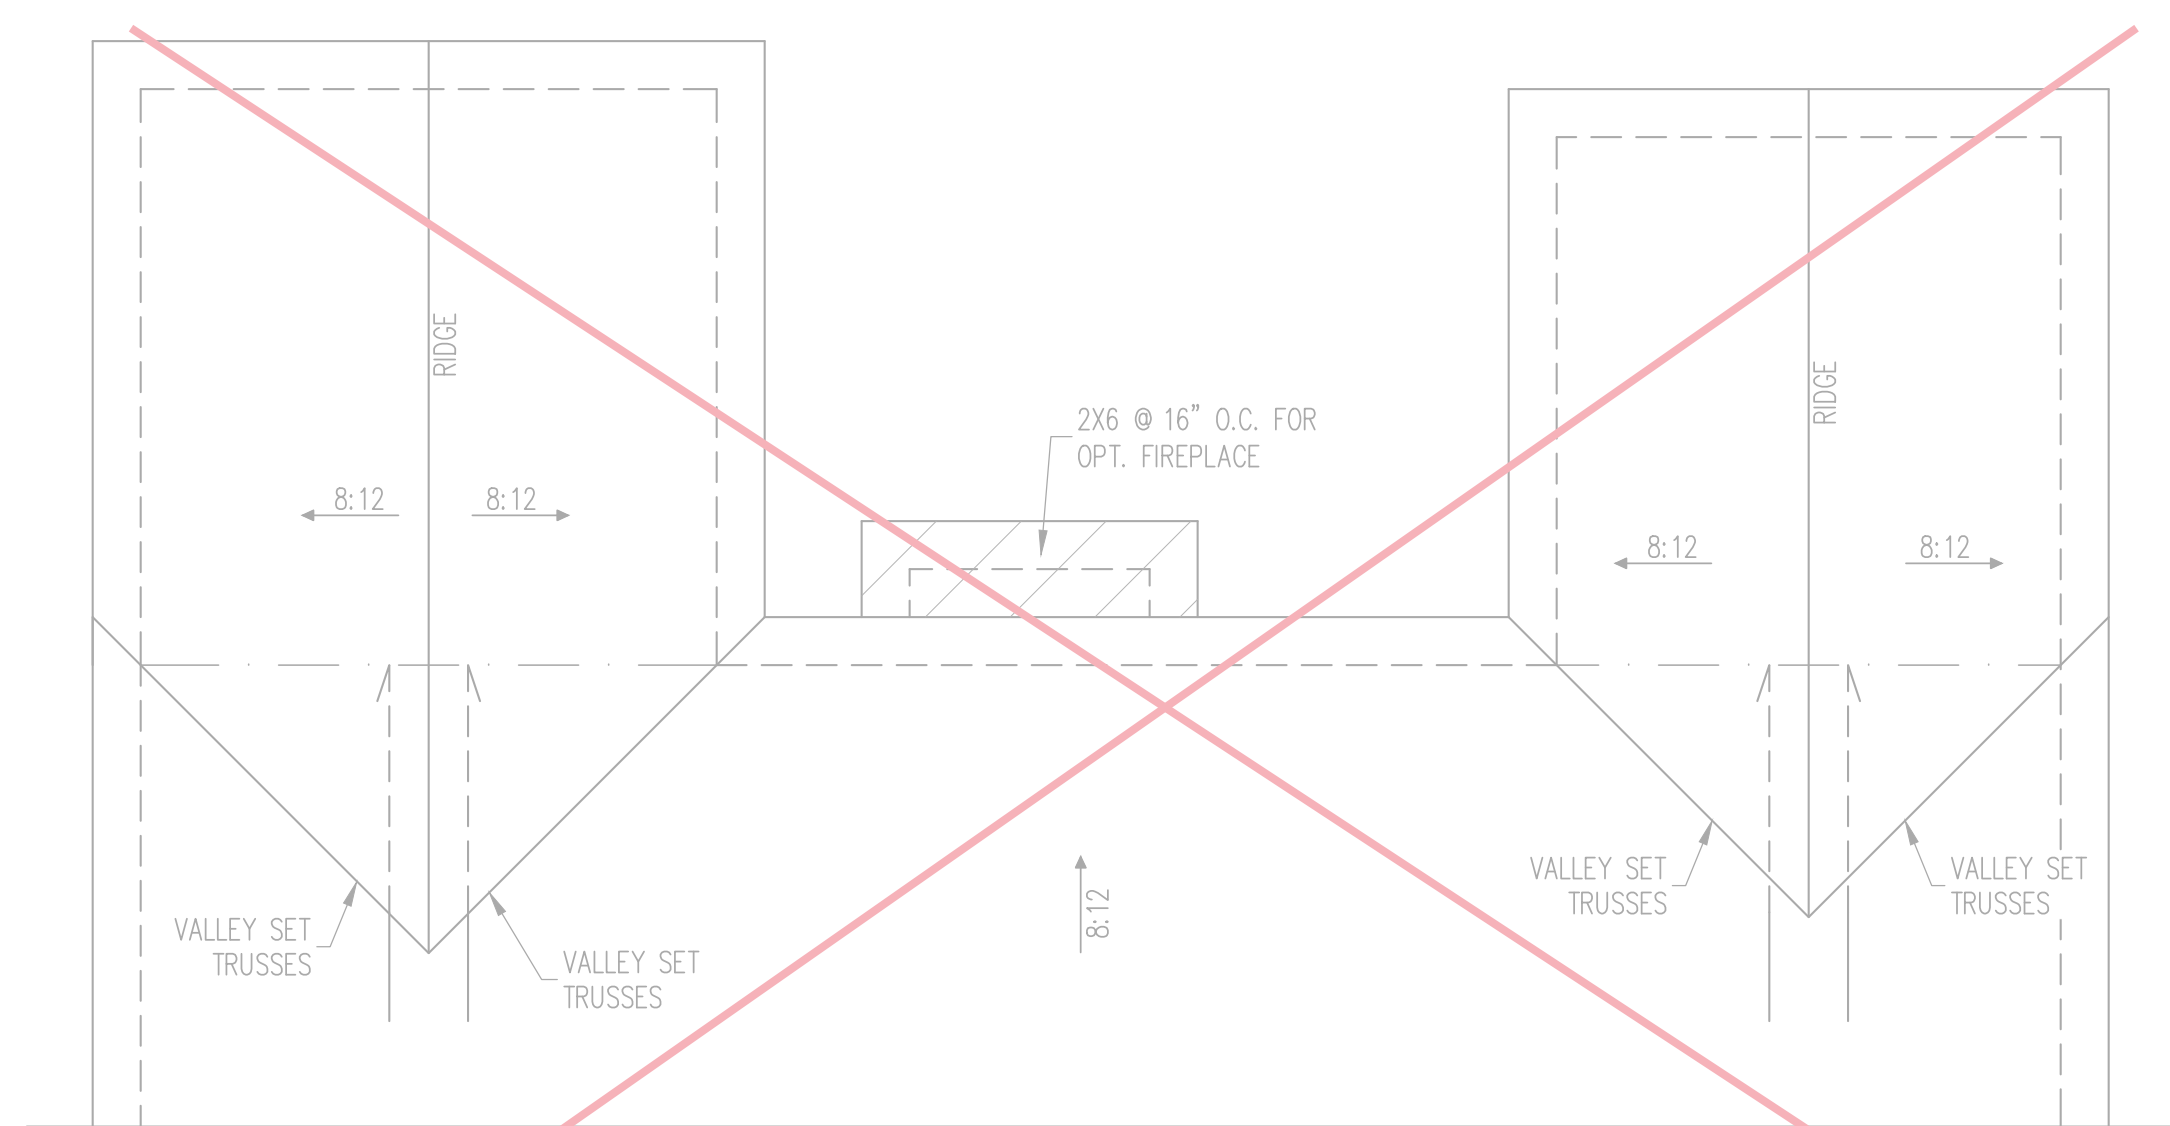 RIDGE
RIDGE
2X6 @ 16" O.C. FOR
OPT. FIREPLACE
8:12
8:12
8:12
8:12
VALLEY SET
TRUSSES
VALLEY SET
TRUSSES
8:12
VALLEY SET
TRUSSES
VALLEY SET
TRUSSES